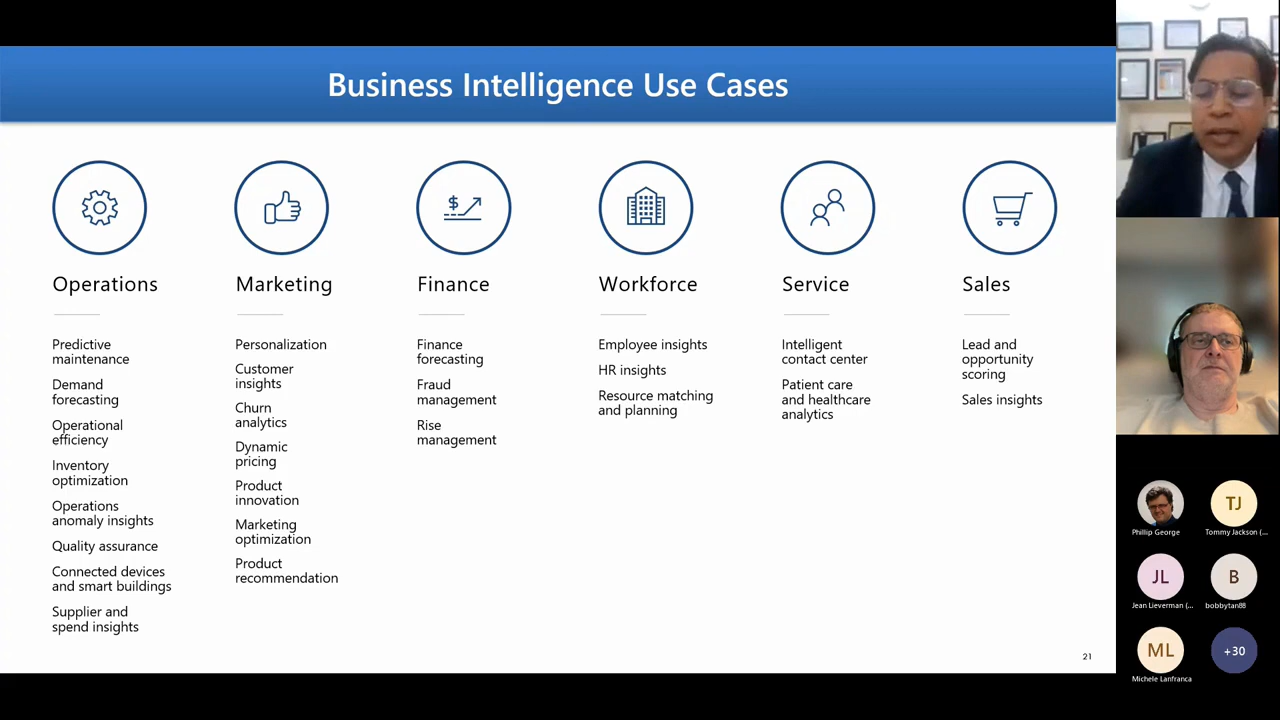 Business Intelligence Use Cases
$
Operations
Predictive
maintenance
Demand
forecasting
Operational
efficiency
Inventory
optimization
Operations
anomaly insights
Quality assurance
Connected devices
and smart buildings
Supplier and
spend insights
Marketing
Personalization
Customer
insights
Churn
analytics
Dynamic
pricing
Product
innovation
Marketing
optimization
Product
recommendation
Finance
Finance
forecasting
Fraud
management
Rise
management
Workforce
Employee insights
HR insights
Resource matching
and planning
Service
Intelligent
contact center
Patient care
and healthcare
analytics
Sales
Lead and
opportunity
scoring
Sales insights
21
Phillip George
TJ
Tommy Jackson (...
JL
Jean Lieverman (...
B
bobbytan88
ML
Michele Lanfranca
+30